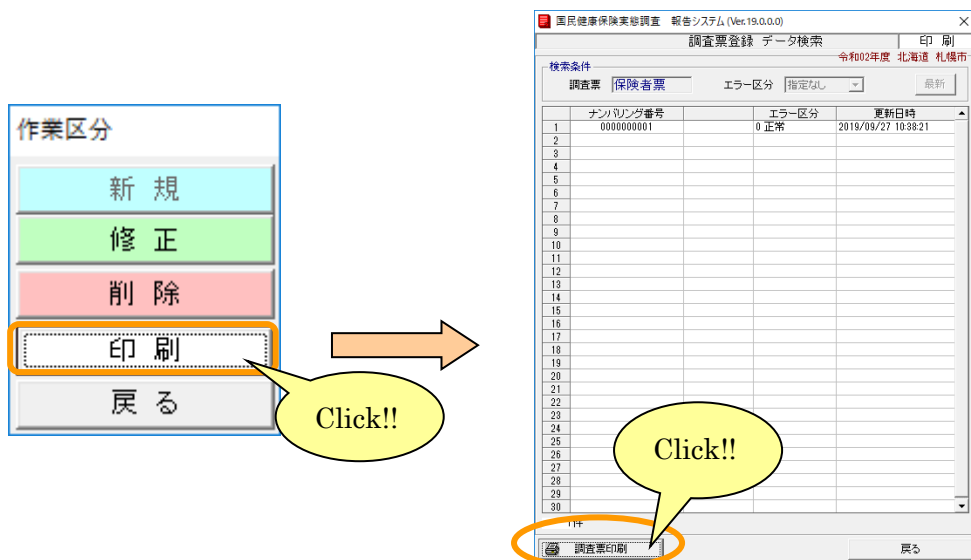 作業区分
新 規
修 正
削 除
印 刷
戻 る
Click!!
国民健康保険実態調査 報告システム (Ver.19.0.0.0)
調査票登録 データ検索
印 刷
令和02年度 北海道 札幌市
検索条件
調査票 保険者票 エラー区分 指定なし 最新
ナンバリング番号 エラー区分 更新日時
1 0000000001 0 正常 2019/09/27 10:38:21
2
3
4
5
6
7
8
9
10
11
12
13
14
15
16
17
18
19
20
21
22
23
24
25
26
27
28
29
30
Click!!
調査票印刷
戻る